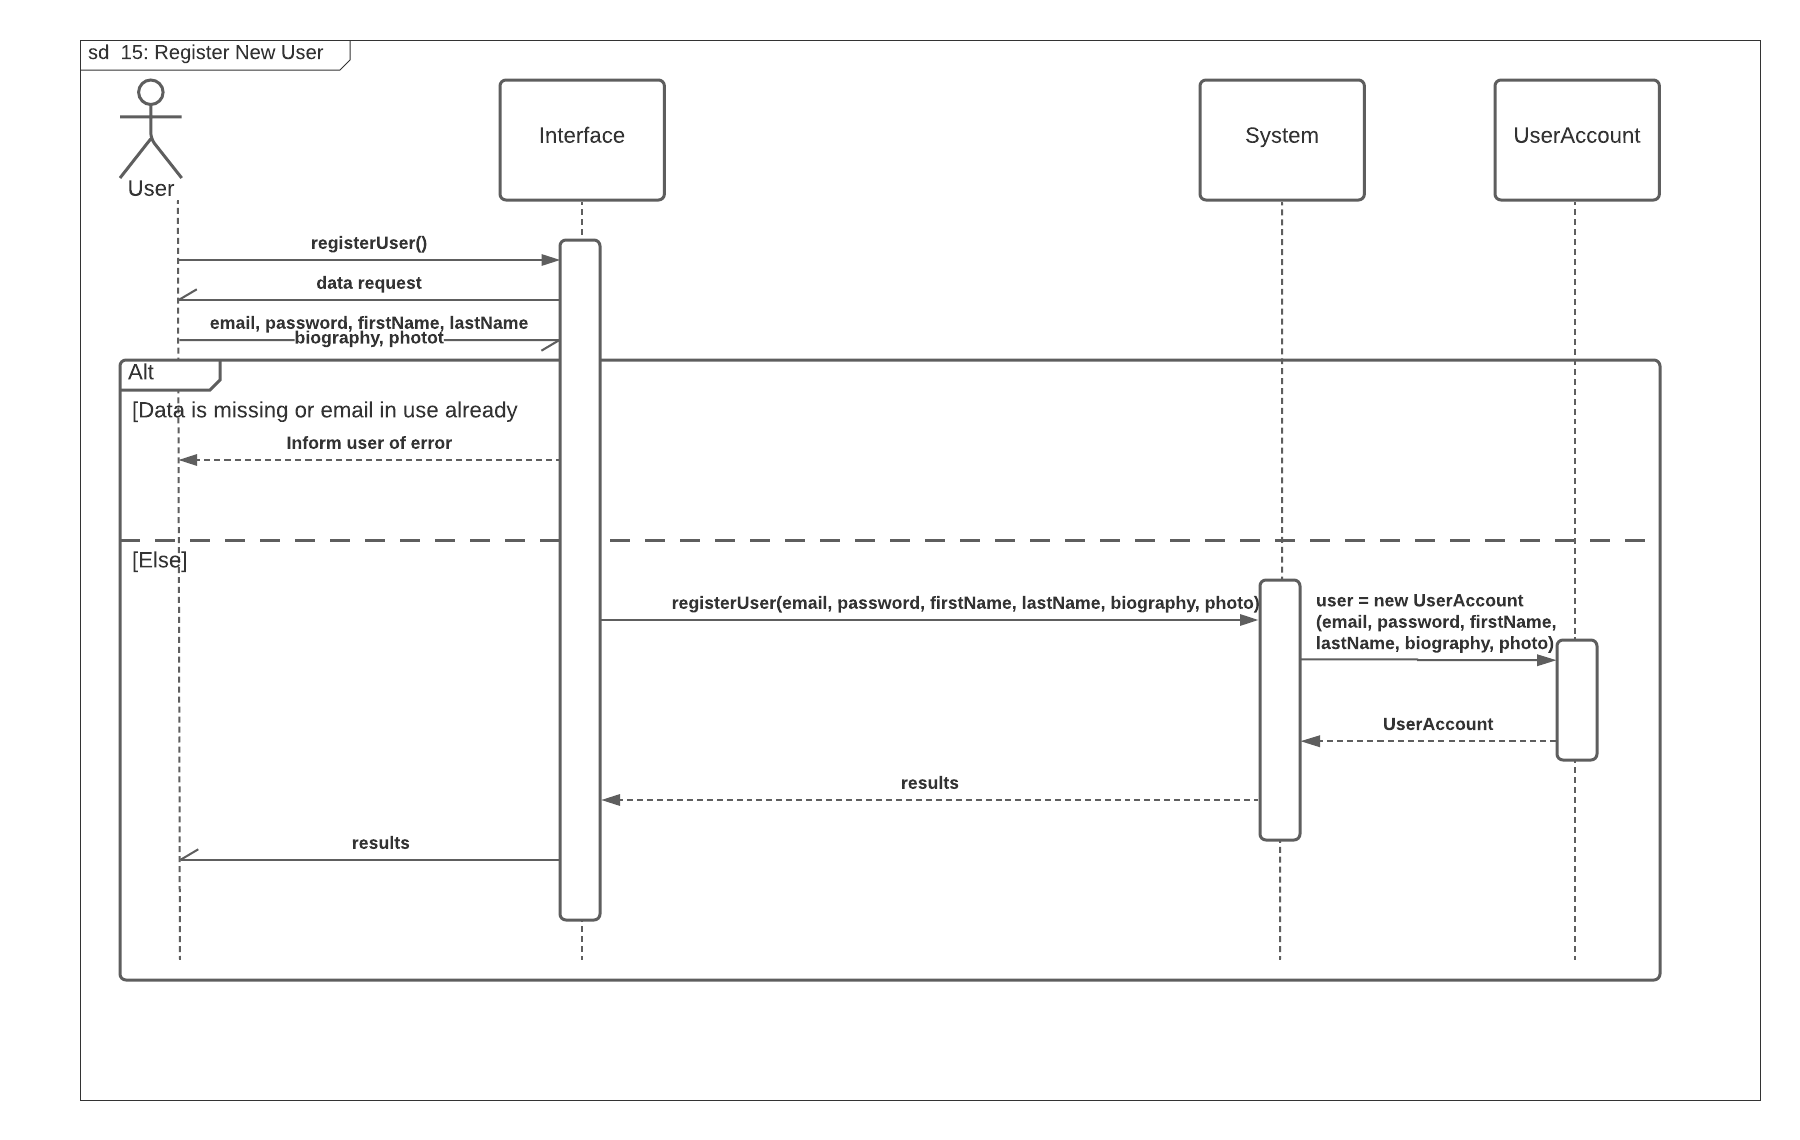 sd 15: Register New User
User
Interface
System
UserAccount
registerUser()
data request
email, password, firstName, lastName
biography, photot
Alt
[Data is missing or email in use already
Inform user of error
[Else]
registerUser(email, password, firstName, lastName, biography, photo)
user = new UserAccount
(email, password, firstName,
lastName, biography, photo)
UserAccount
results
results